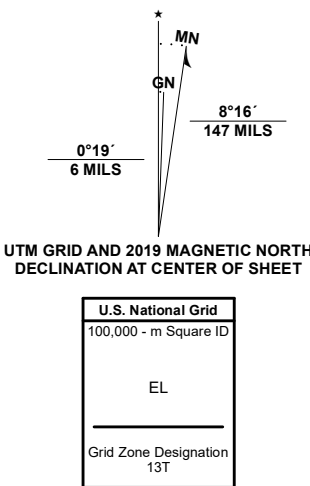 ★
MN
GN
8°16´
147 MILS
0°19´
6 MILS
UTM GRID AND 2019 MAGNETIC NORTH
DECLINATION AT CENTER OF SHEET
U.S. National Grid
100,000 - m Square ID
EL
Grid Zone Designation
13T